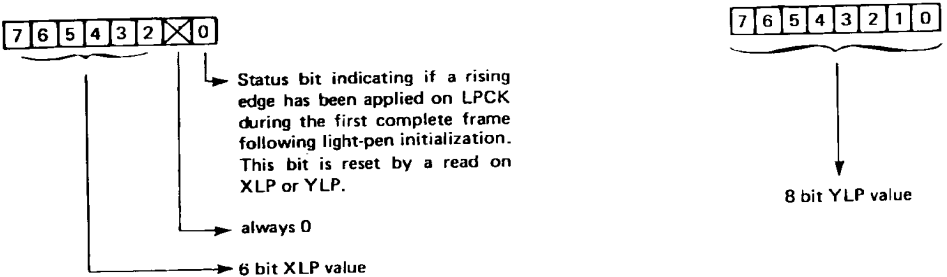 7 6 5 4 3 2 0
7 6 5 4 3 2 1 0
Status bit indicating if a rising
edge has been applied on LPCK
during the first complete frame
following light-pen initialization.
This bit is reset by a read on
XLP or YLP.
8 bit YLP value
always 0
6 bit XLP value